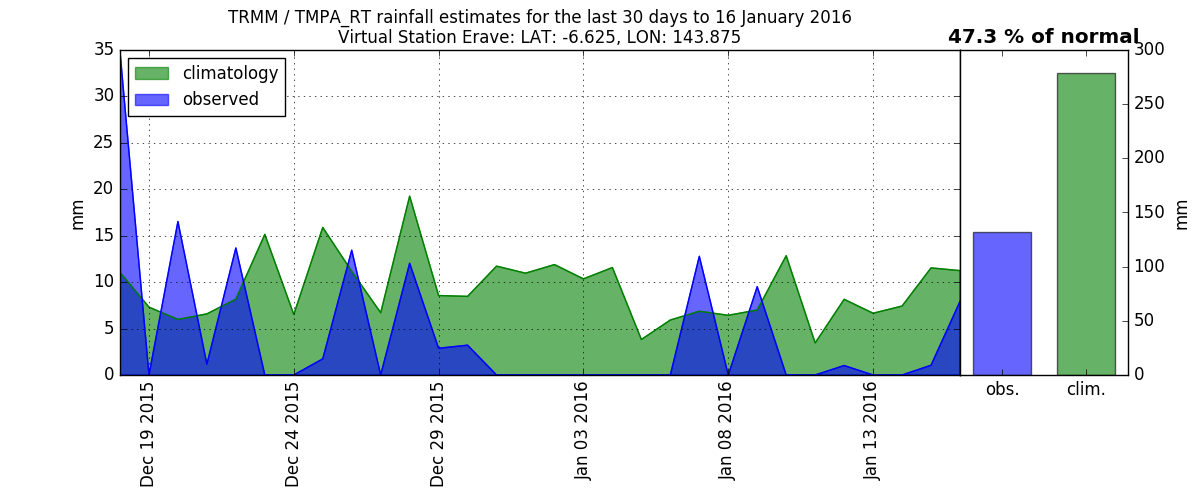 TRMM / TMPA_RT rainfall estimates for the last 30 days to 16 January 2016
Virtual Station Erave: LAT: -6.625, LON: 143.875
47.3 % of normal
climatology
observed
35
30
25
20
15
10
5
0
mm
Dec 19 2015
Dec 24 2015
Dec 29 2015
Jan 03 2016
Jan 08 2016
Jan 13 2016
300
250
200
150
100
50
0
mm
obs.
clim.